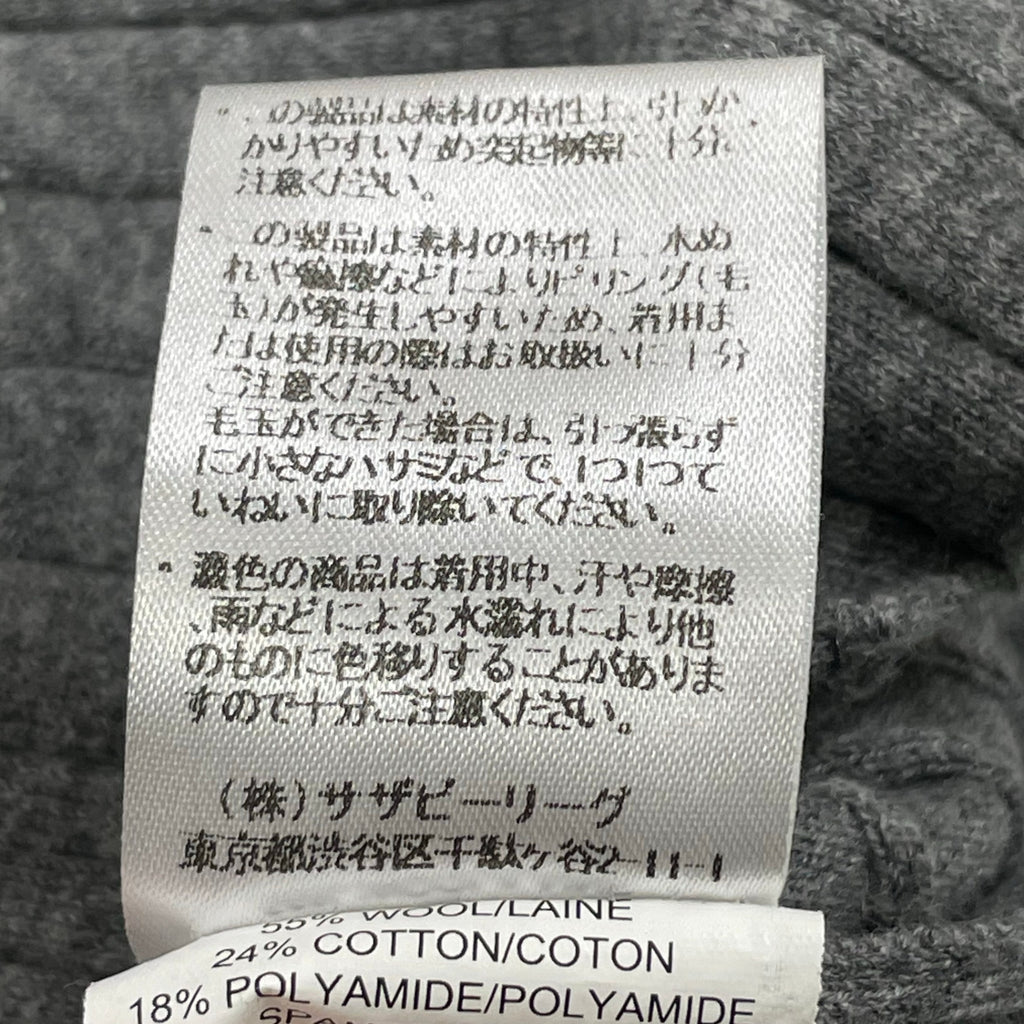 ・この製品は素材の特性上、引っか
かりやすいため突起物等に十分
注意ください。
・この製品は素材の特性上、水ぬ
れや摩擦などによりピリング(毛
玉)が発生しやすいため、着用ま
たは使用の際はお取扱いに十分
ご注意ください。
毛玉ができた場合は、引っ張らず
に小さなハサミなどで、1つ1つて
いねいに取り除いてください。
・濃色の商品は着用中、汗や摩擦
、雨などによる水濡れにより他
のものに色移りすることがありま
すので十分ご注意ください。
(株)サザビーリーグ
東京都渋谷区千駄ヶ谷2-11-1
55% WOOL/LAINE
24% COTTON/COTON
18% POLYAMIDE/POLYAMIDE